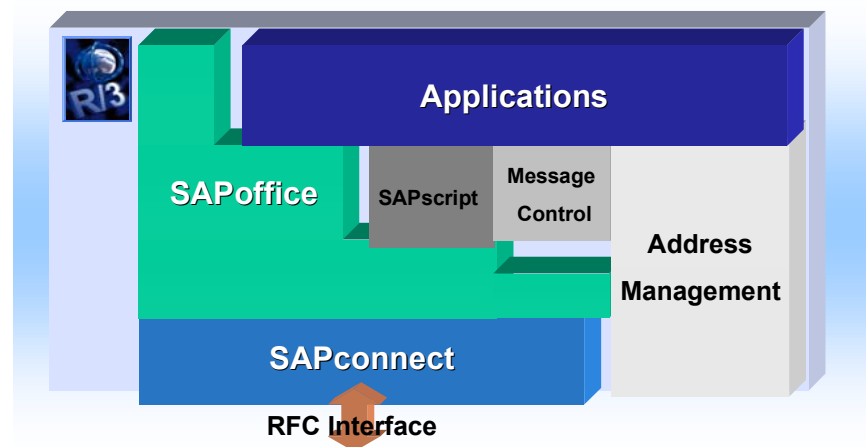 R/3
Applications
SAPoffice
SAPscript
Message
Control
Address
Management
SAPconnect
RFC Interface